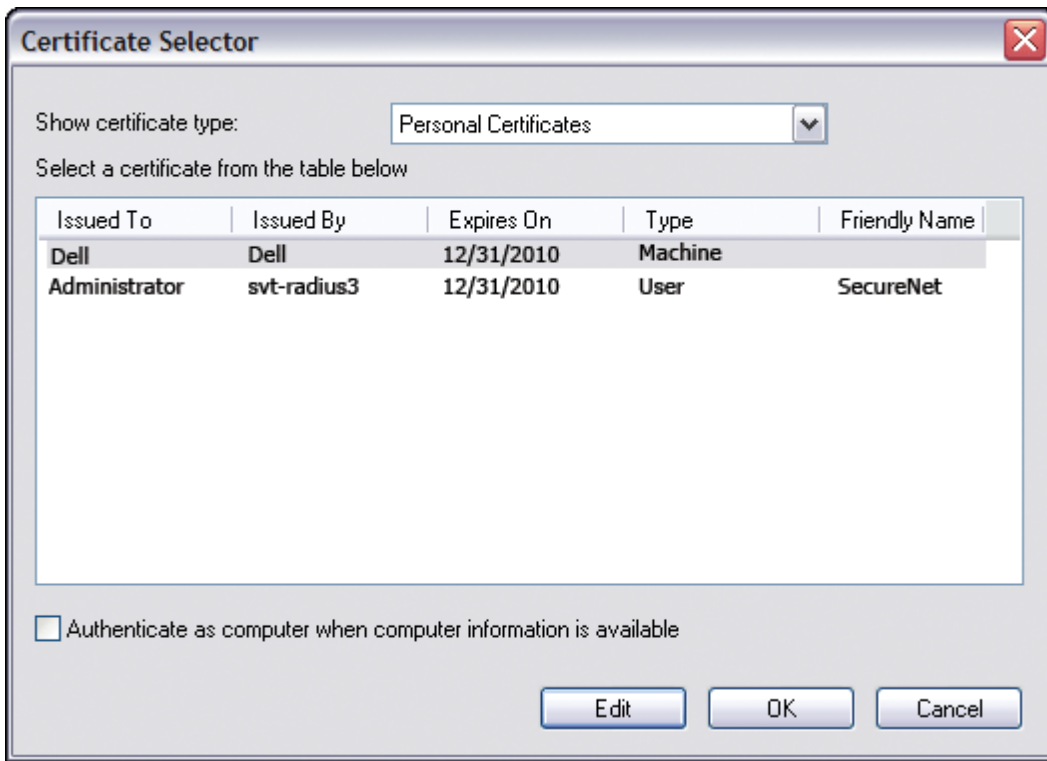 Certificate Selector
Show certificate type: Personal Certificates
Select a certificate from the table below
Issued To Issued By Expires On Type Friendly Name
Dell Dell 12/31/2010 Machine
Administrator svt-radius3 12/31/2010 User SecureNet
Authenticate as computer when computer information is available
Edit OK Cancel